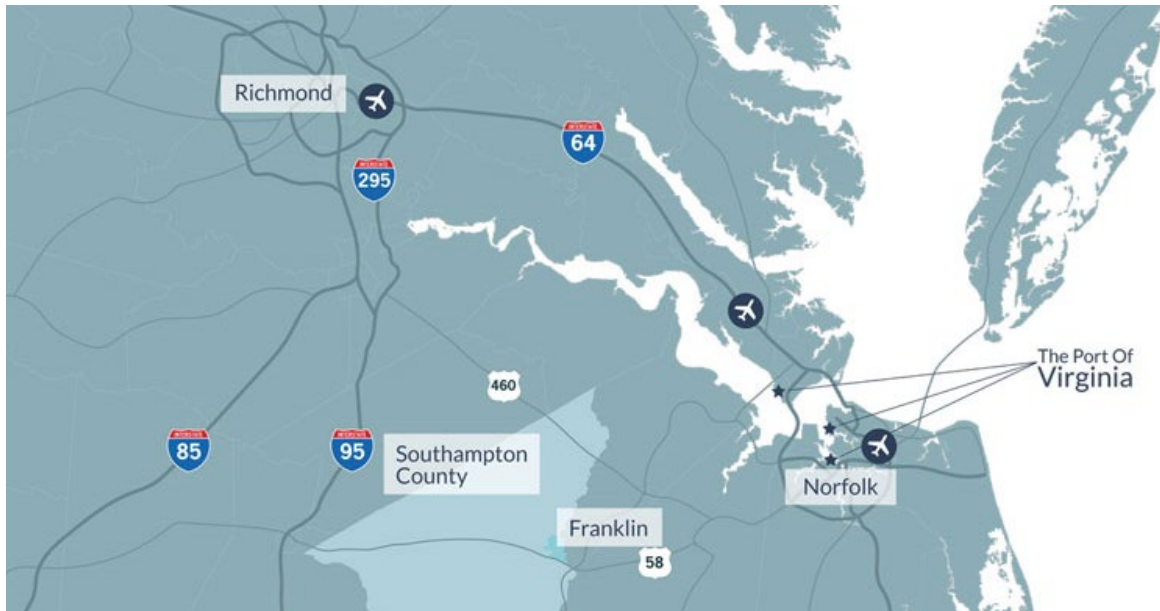 Richmond
INTERSTATE
64
INTERSTATE
295
The Port Of
Virginia
460
INTERSTATE
85
INTERSTATE
95
Southampton
County
Norfolk
Franklin
58